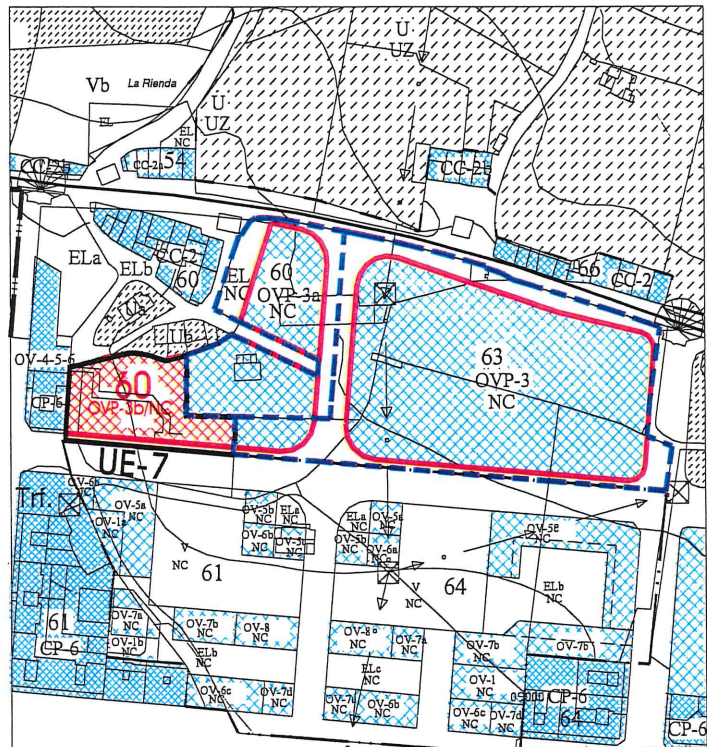 U
UZ
Vb
La Rienda
U
UZ
EL
EL
NC
CC-2a
54
CC-2b
CC-2b
CC-2
60
ELa
ELb
EL
NC
60
OVP-3a
NC
66
CC-2
Ua
Ub
63
OVP-3
NC
OV-4-5-6
CP-6
60
OVP-3b/NC
UE-7
Trf.
OV-6b
NC
OV-5a
NC
OV-1a
NC
OV-5b
NC
ELa
NC
OV-6b
NC
NC
ELa
NC
OV-5a
NC
OV-5b
NC
OV-6a
NC
OV-5e
NC
V
NC
61
V
NC
64
ELb
NC
61
CP-6
OV-7a
NC
OV-1b
NC
OV-7b
NC
OV-8
NC
OV-8
NC
OV-7a
NC
OV-7b
NC
OV-7b
ELb
NC
ELc
NC
OV-1
NC
OV-6c
NC
OV-7d
NC
NC
OV-6b
NC
OV-6c
NC
OV-7d
NC
CP-6
64
CP-6